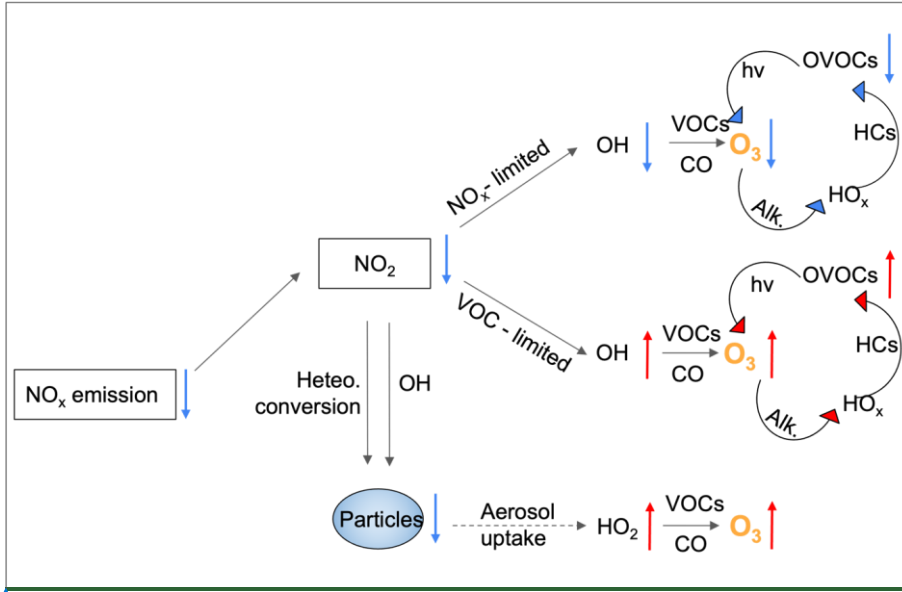 OVOCs
hv
VOCs
HCs
OH
O₃
CO
NOₓ- limited
Alk.
HOₓ
NO₂
OVOCs
hv
VOC - limited
VOCs
HCs
OH
O₃
CO
NOₓ emission
Heteo.
conversion
OH
Alk.
HOₓ
Particles
Aerosol
uptake
HO₂
VOCs
CO
O₃